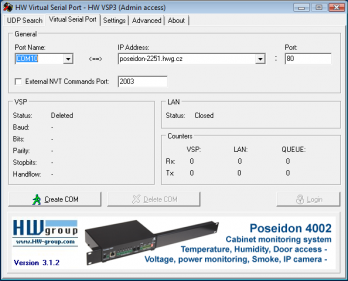 HW Virtual Serial Port - HW VSP3 (Admin access)
UDP Search Virtual Serial Port Settings Advanced About
General
Port Name: IP Address: Port:
COM18 <==> poseidon-2251.hwg.cz : 80
External NVT Commands Port: 2003
VSP LAN
Status: Deleted Status: Closed
Baud: -
Bits: - Counters
Parity: - VSP: LAN: QUEUE:
Stopbits: - Rx: 0 0 0
Handflow: - Tx 0 0 0
Create COM Delete COM Login
HW group
www.HW-group.com
Version 3.1.2
Poseidon 4002
Cabinet monitoring system
Temperature, Humidity, Door access -
Voltage, power monitoring, Smoke, IP camera -